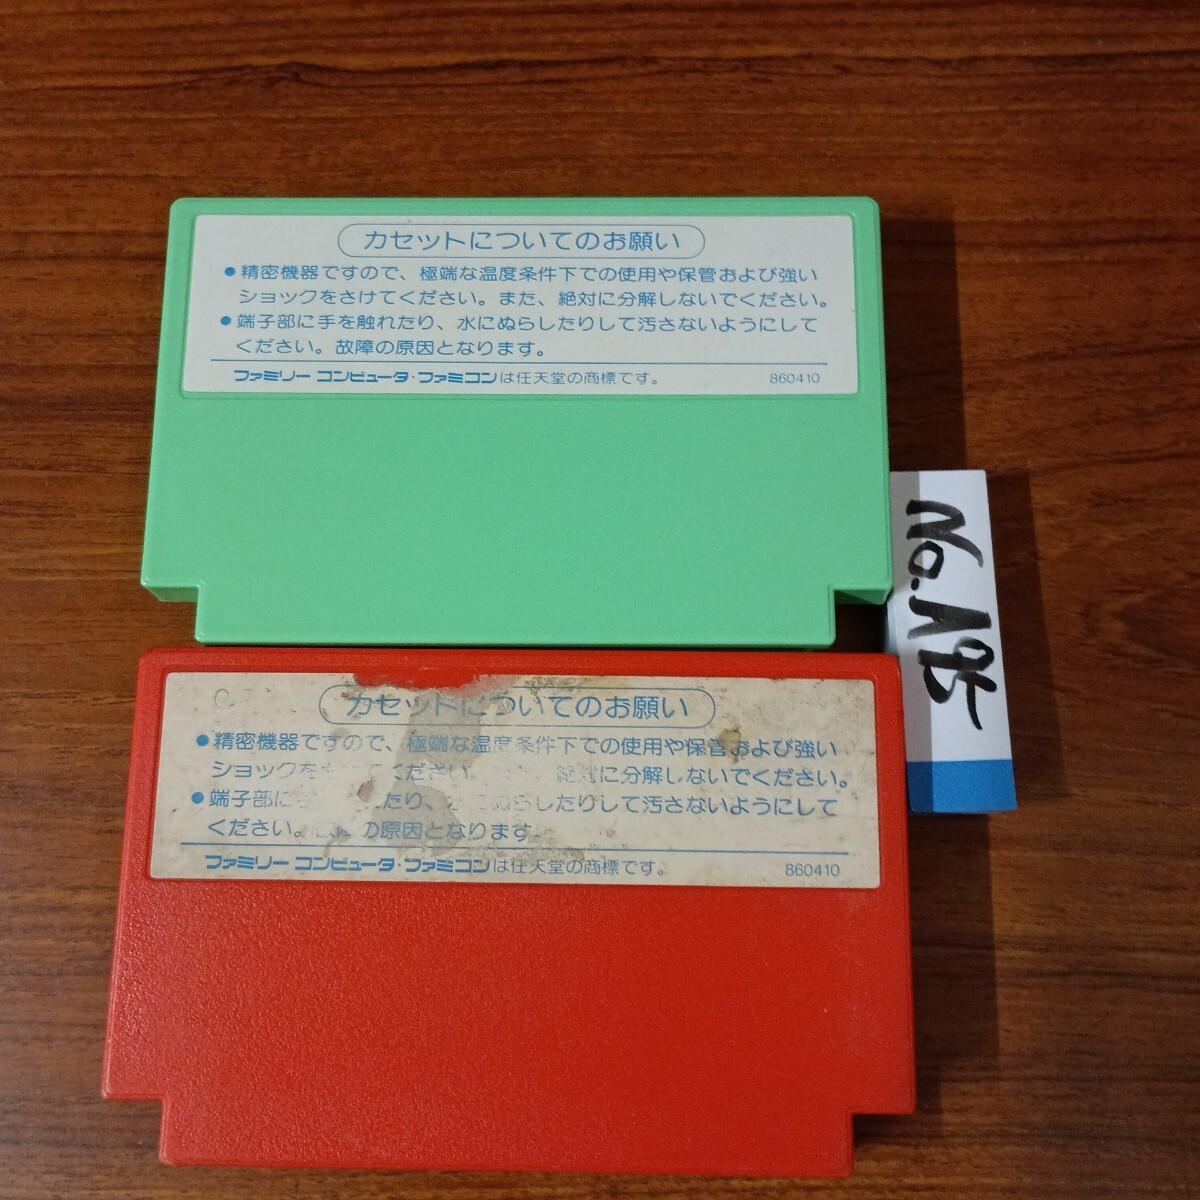 カセットについてのお願い
●精密機器ですので、極端な温度条件下での使用や保管および強い
ショックをさけてください。また、絶対に分解しないでください。
●端子部に手を触れたり、水にぬらしたりして汚さないようにして
ください。故障の原因となります。
ファミリー コンピュータ・ファミコンは任天堂の商標です。 860410
No.
カセットについてのお願い
●精密機器ですので、極端な温度条件下での使用や保管および強い
ショックを けてください。 絶対に分解しないでください。
●端子部に たり、 にぬらしたりして汚さないようにして
ください。 の原因となります。
ファミリー コンピュータ・ファミコンは任天堂の商標です。 860410